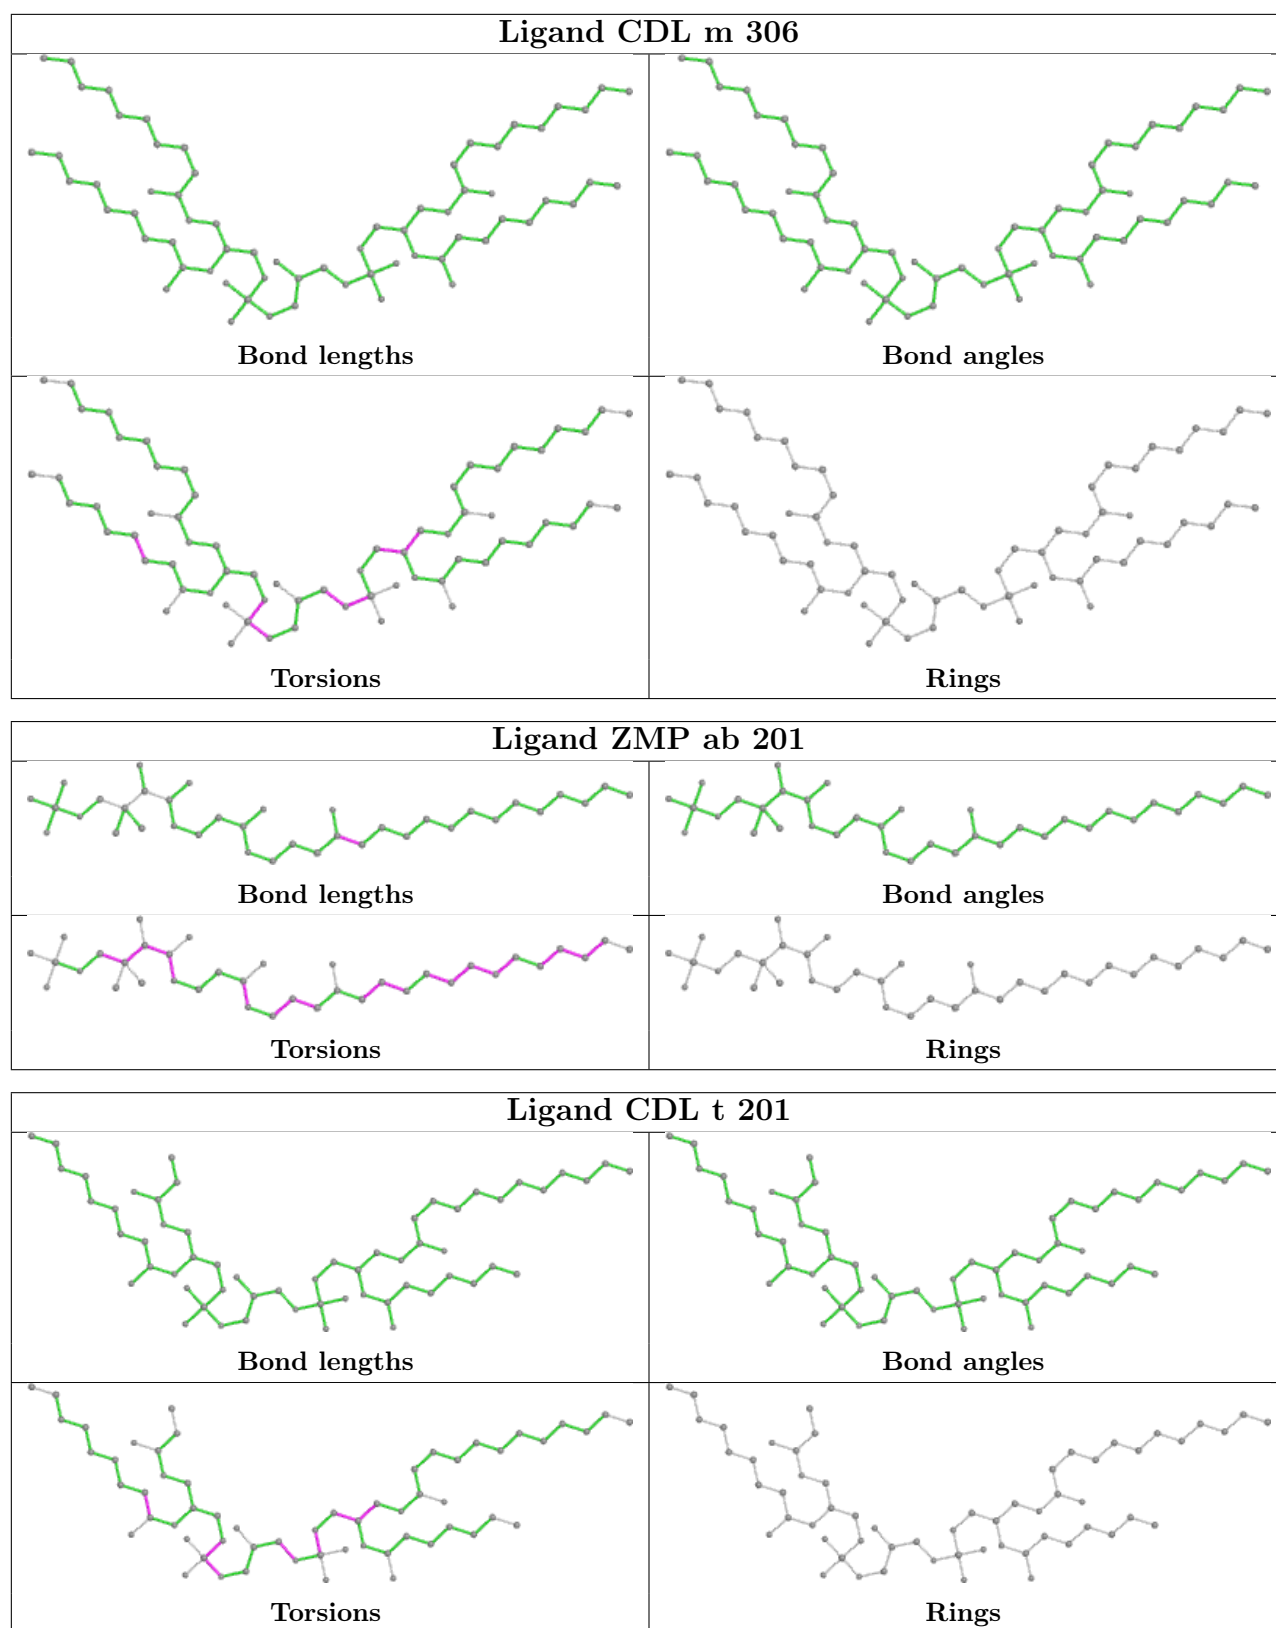 Ligand CDL m 306
Bond lengths
Bond angles
Torsions
Rings
Ligand ZMP ab 201
Bond lengths
Bond angles
Torsions
Rings
Ligand CDL t 201
Bond lengths
Bond angles
Torsions
Rings